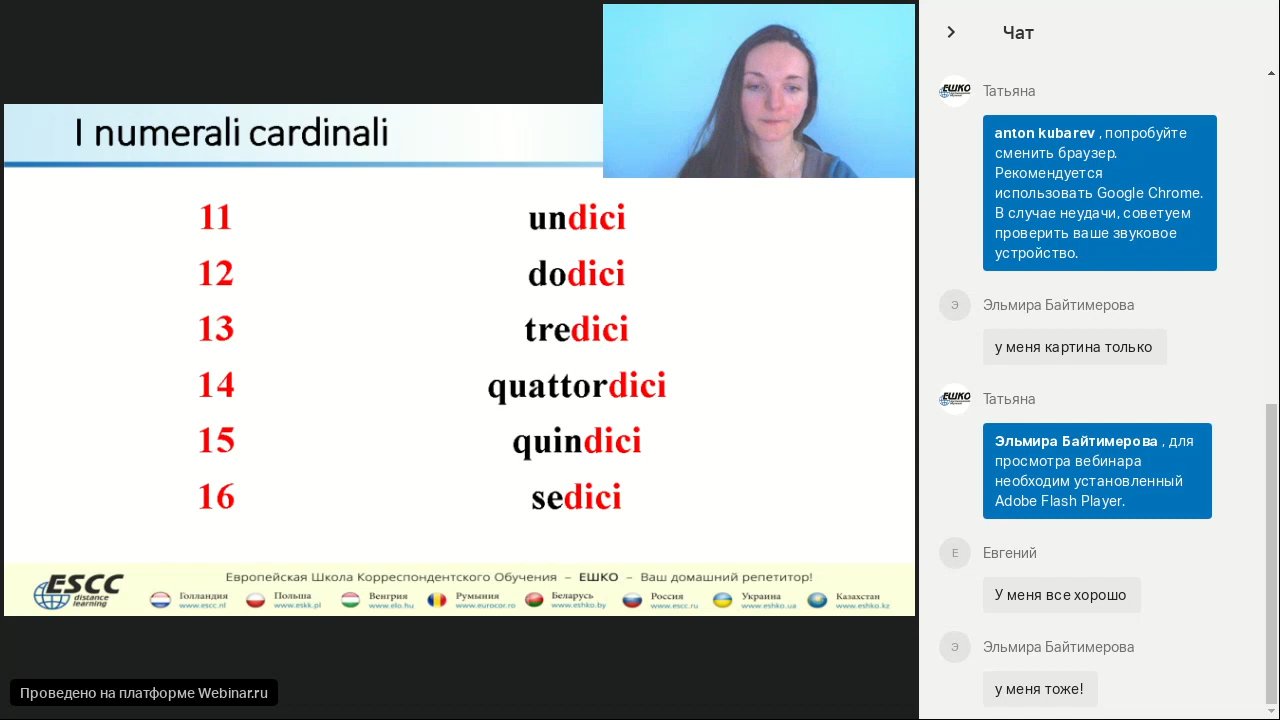 I numerali cardinali
11 undici
12 dodici
13 tredici
14 quattordici
15 quindici
16 sedici
ESCC
distance
learning
Европейская Школа Корреспондентского Обучения – ЕШКО – Ваш домашний репетитор!
Голландия
www.escc.nl
Польша
www.eskk.pl
Венгрия
www.elo.hu
Румыния
www.eurocor.ro
Беларусь
www.eshko.by
Россия
www.escc.ru
Украина
www.eshko.ua
Казахстан
www.eshko.kz
Проведено на платформе Webinar.ru
Чат
ЕШКО
Татьяна
anton kubarev , попробуйте
сменить браузер.
Рекомендуется
использовать Google Chrome.
В случае неудачи, советуем
проверить ваше звуковое
устройство.
Э
Эльмира Байтимерова
у меня картина только
ЕШКО
Татьяна
Эльмира Байтимерова , для
просмотра вебинара
необходим установленный
Adobe Flash Player.
Е
Евгений
У меня все хорошо
Э
Эльмира Байтимерова
у меня тоже!